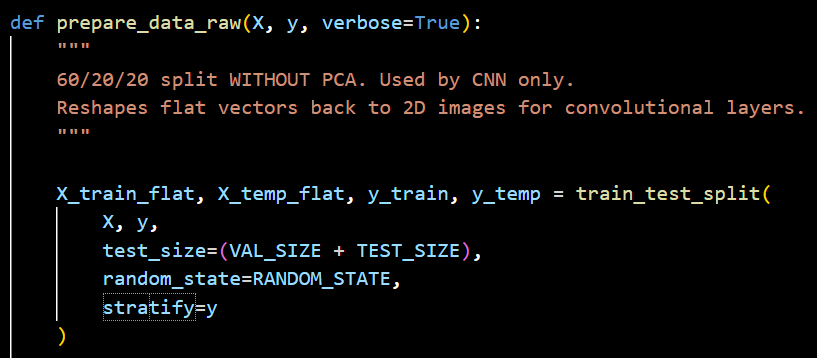 def prepare_data_raw(X, y, verbose=True):
"""
60/20/20 split WITHOUT PCA. Used by CNN only.
Reshapes flat vectors back to 2D images for convolutional layers.
"""
X_train_flat, X_temp_flat, y_train, y_temp = train_test_split(
X, y,
test_size=(VAL_SIZE + TEST_SIZE),
random_state=RANDOM_STATE,
stratify=y
)